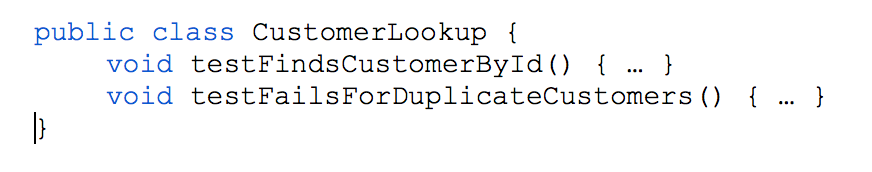 public class CustomerLookup {
void testFindsCustomerById() { … }
void testFailsForDuplicateCustomers() { … }
}